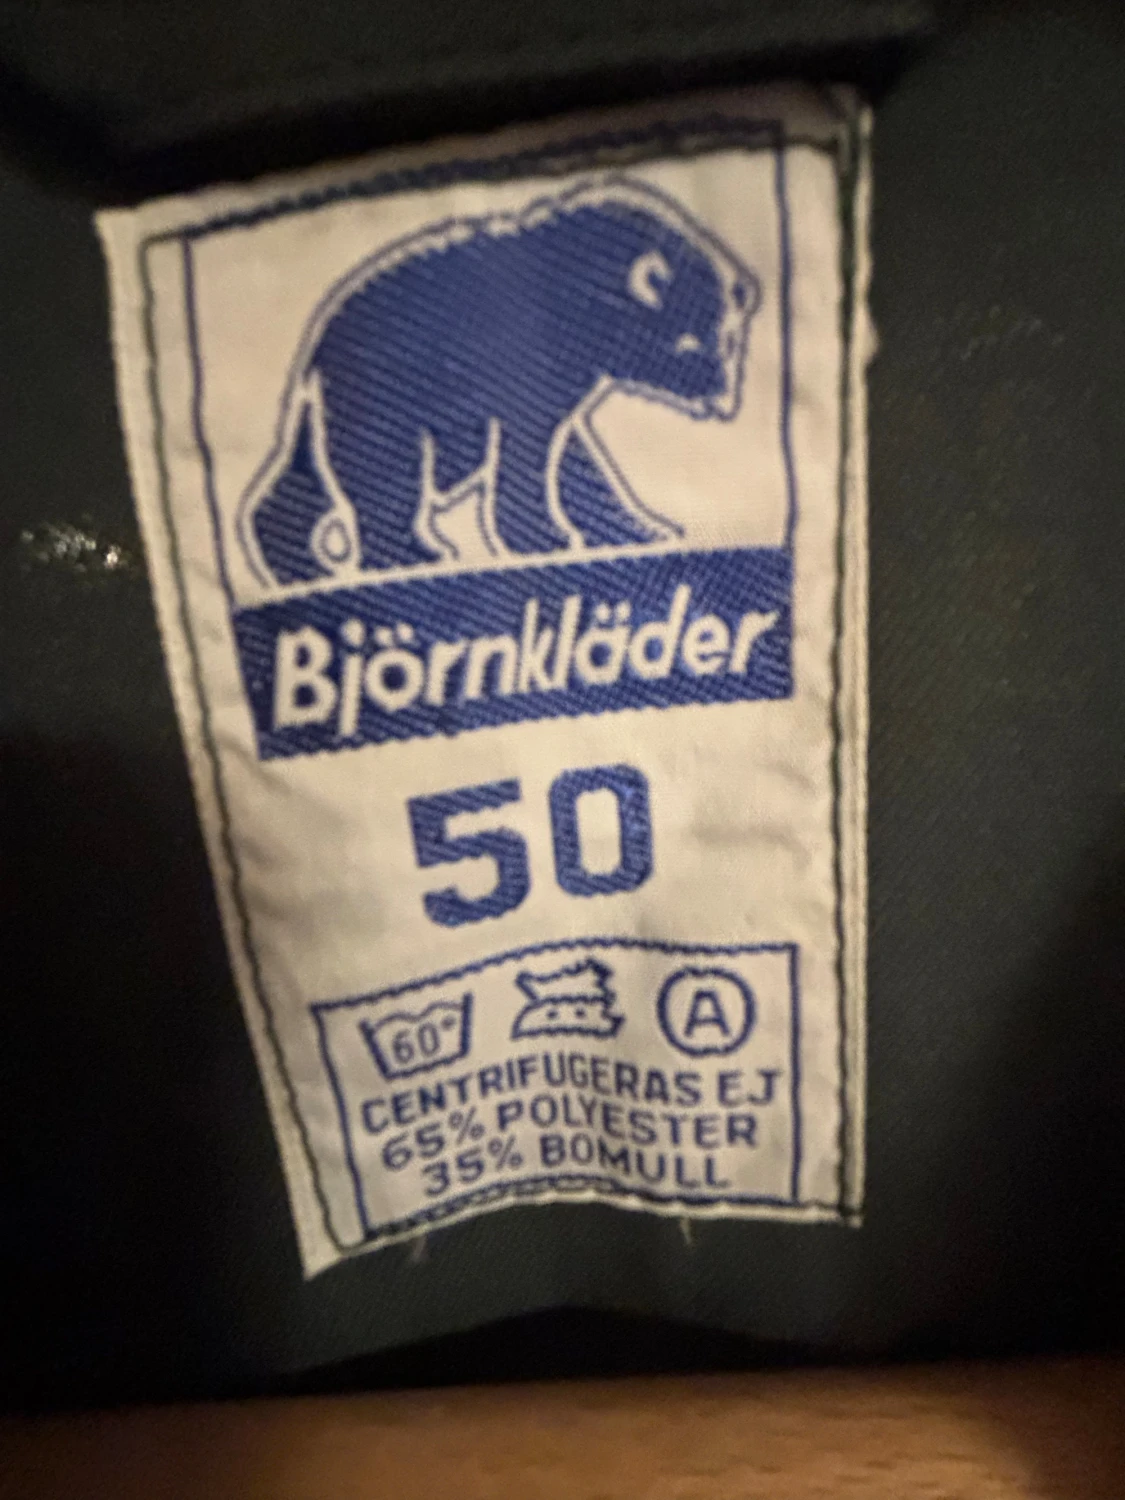 Björnkläder
50
60° A
CENTRIFUGERAS EJ
65% POLYESTER
35% BOMULL